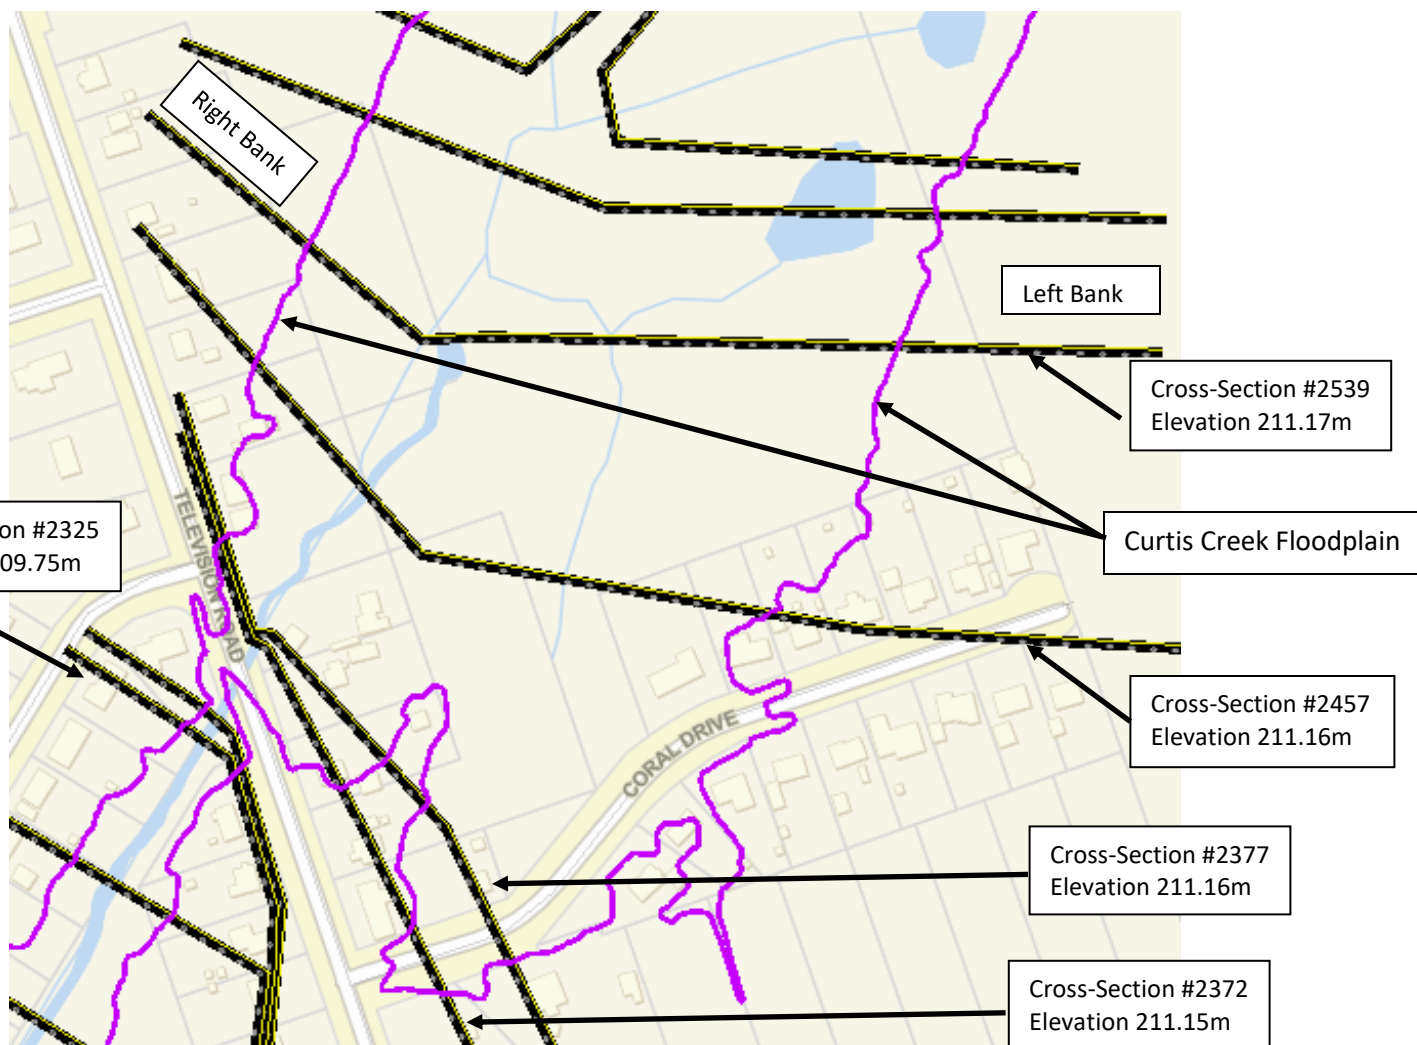 Right Bank
Left Bank
Cross-Section #2539
Elevation 211.17m
on #2325
09.75m
TELEVISION ROAD
Curtis Creek Floodplain
Cross-Section #2457
Elevation 211.16m
CORAL DRIVE
Cross-Section #2377
Elevation 211.16m
Cross-Section #2372
Elevation 211.15m